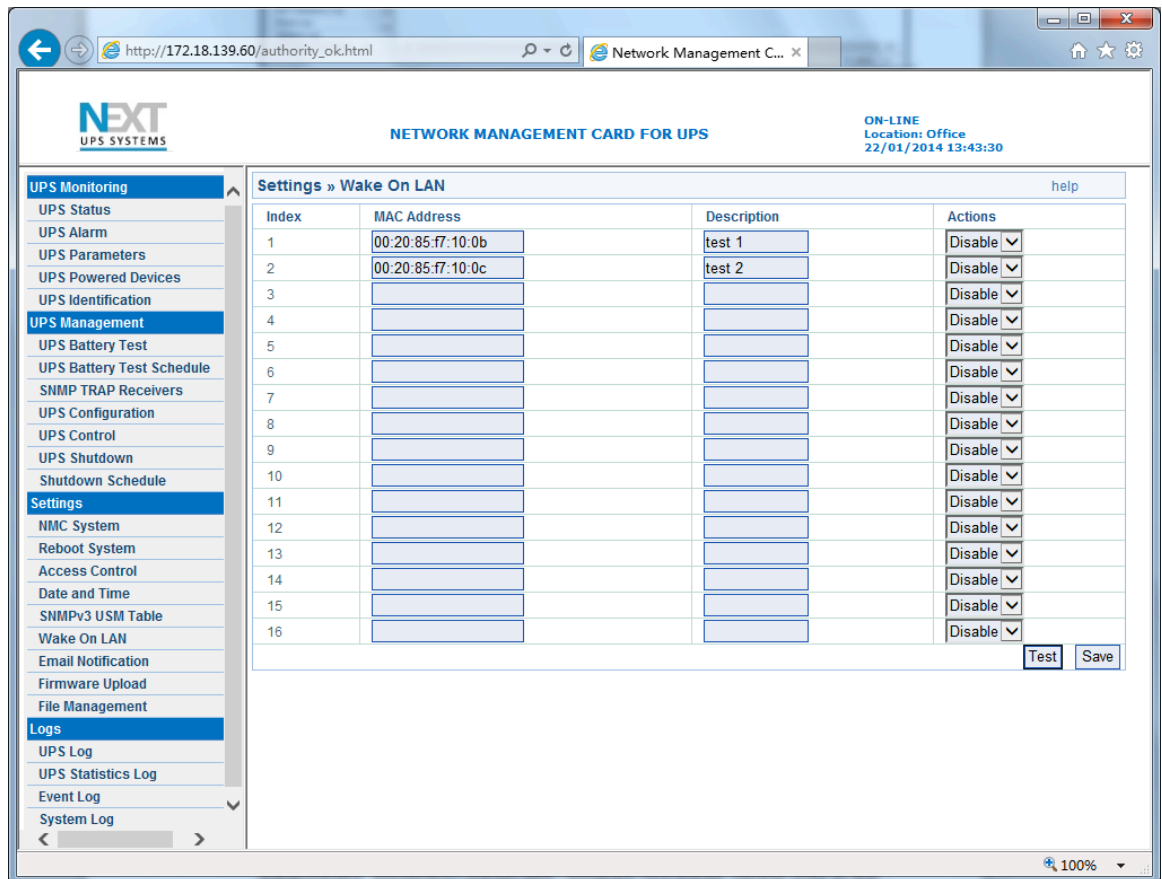 http://172.18.139.60/authority_ok.html
Network Management C...
NEXT
UPS SYSTEMS
NETWORK MANAGEMENT CARD FOR UPS
ON-LINE
Location: Office
22/01/2014 13:43:30
UPS Monitoring
UPS Status
UPS Alarm
UPS Parameters
UPS Powered Devices
UPS Identification
UPS Management
UPS Battery Test
UPS Battery Test Schedule
SNMP TRAP Receivers
UPS Configuration
UPS Control
UPS Shutdown
Shutdown Schedule
Settings
NMC System
Reboot System
Access Control
Date and Time
SNMPv3 USM Table
Wake On LAN
Email Notification
Firmware Upload
File Management
Logs
UPS Log
UPS Statistics Log
Event Log
System Log
Settings » Wake On LAN help
Index MAC Address Description Actions
1 00:20:85:f7:10:0b test 1 Disable
2 00:20:85:f7:10:0c test 2 Disable
3 Disable
4 Disable
5 Disable
6 Disable
7 Disable
8 Disable
9 Disable
10 Disable
11 Disable
12 Disable
13 Disable
14 Disable
15 Disable
16 Disable
Test Save
100%